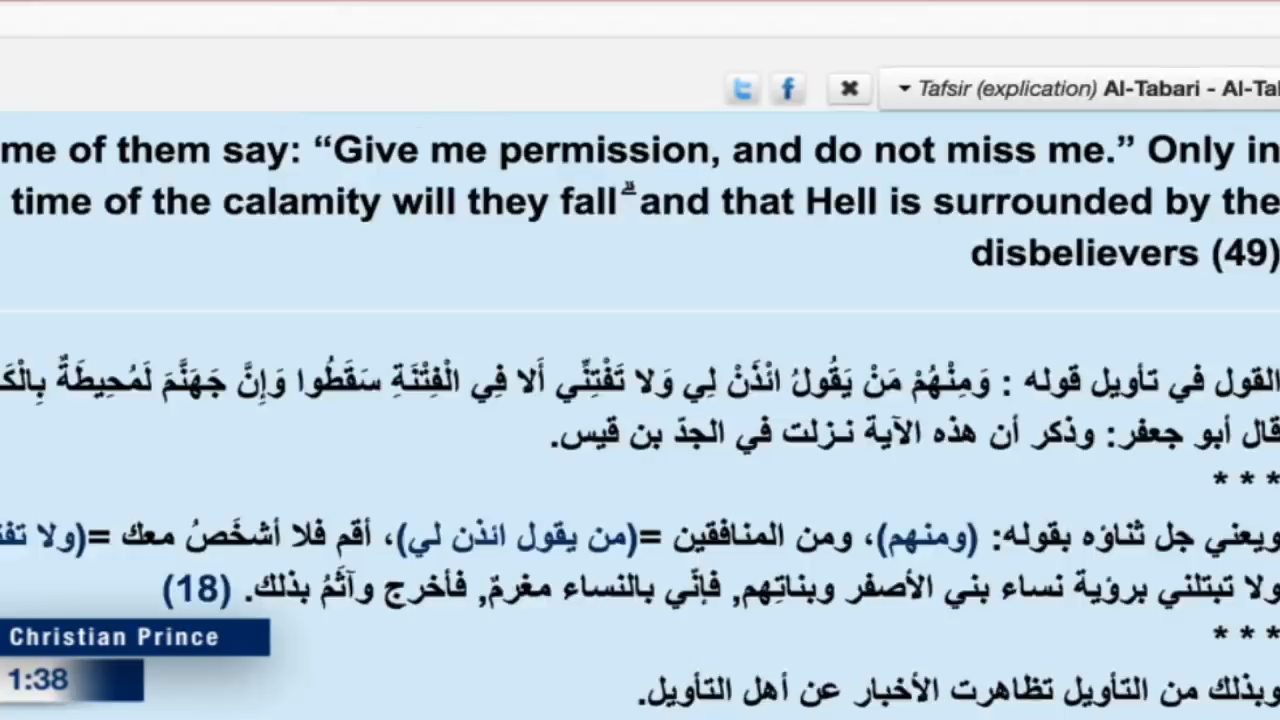 Tafsir (explication) Al-Tabari - Al-Ta
me of them say: “Give me permission, and do not miss me.” Only in
time of the calamity will they fall ۗ and that Hell is surrounded by the
disbelievers (49)
القول في تأويل قوله : وَمِنْهُمْ مَنْ يَقُولُ ائْذَنْ لِي وَلا تَفْتِنِّي أَلا فِي الْفِتْنَةِ سَقَطُوا وَإِنَّ جَهَنَّمَ لَمُحِيطَةٌ بِالْكَ
قال أبو جعفر: وذكر أن هذه الآية نـزلت في الجدّ بن قيس.
* * *
ويعني جل ثناؤه بقوله: (ومنهم)، ومن المنافقين =(من يقول ائذن لي)، أقم فلا أشخَصُ معك =(ولا تفت
ولا تبتلني برؤية نساء بني الأصفر وبناتِهم, فإنّي بالنساء مغرمٌ, فأخرج وآثَمُ بذلك. (18)
* * *
وبذلك من التأويل تظاهرت الأخبار عن أهل التأويل.
Christian Prince
1:38